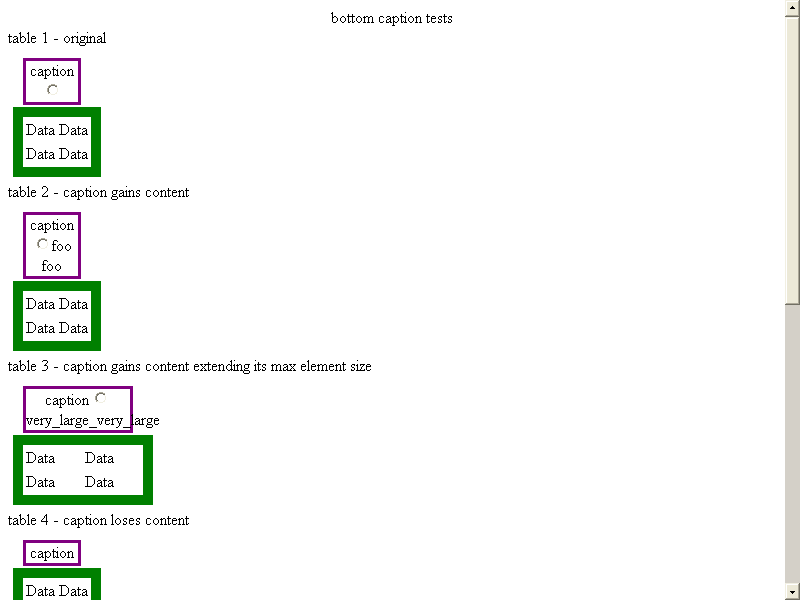 bottom caption tests
table 1 - original
caption
Data Data
Data Data
table 2 - caption gains content
caption
foo
foo
Data Data
Data Data
table 3 - caption gains content extending its max element size
caption
very_large_very_large
Data Data
Data Data
table 4 - caption loses content
caption
Data Data